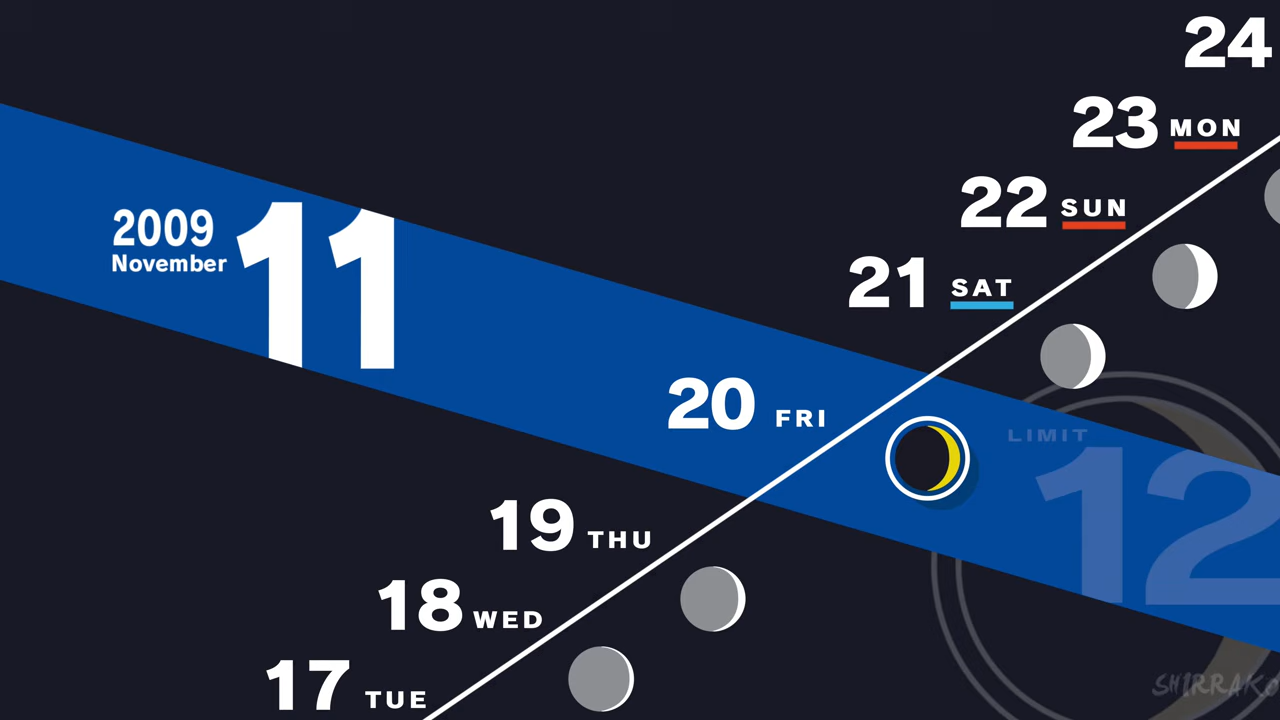 24
23 MON
22 SUN
21 SAT
2009
November
11
20 FRI
LIMIT
12
19 THU
18 WED
17 TUE
SHIRRAKO